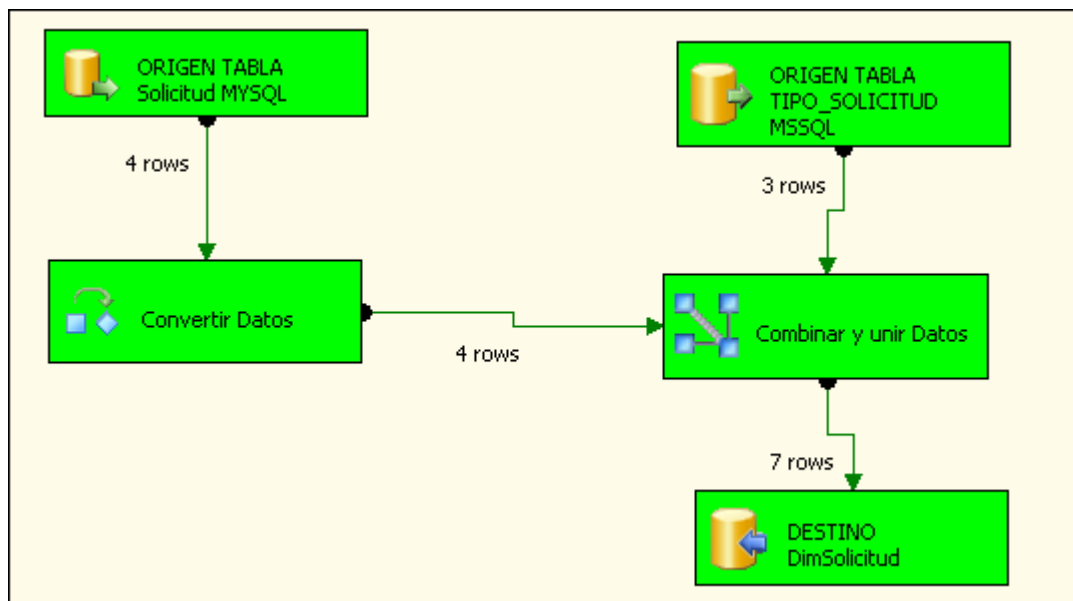 ORIGEN TABLA
Solicitud MYSQL
ORIGEN TABLA
TIPO_SOLICITUD
MSSQL
4 rows
3 rows
Convertir Datos
4 rows
Combinar y unir Datos
7 rows
DESTINO
DimSolicitud